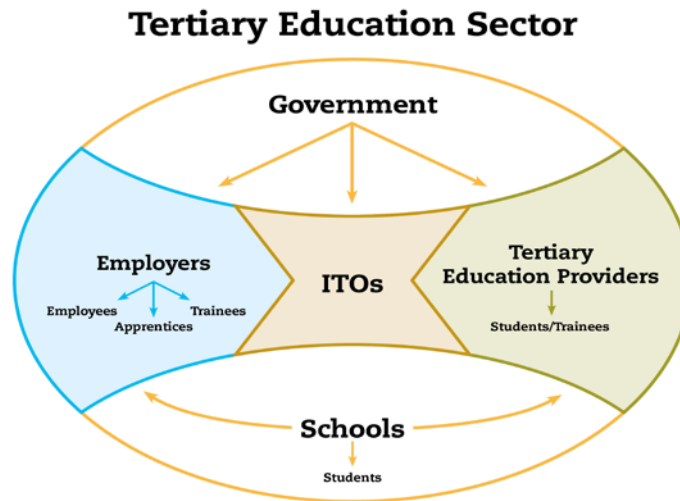 Tertiary Education Sector
Government
Employers
Employees
Trainees
Apprentices
ITOs
Tertiary
Education Providers
Students/Trainees
Schools
Students